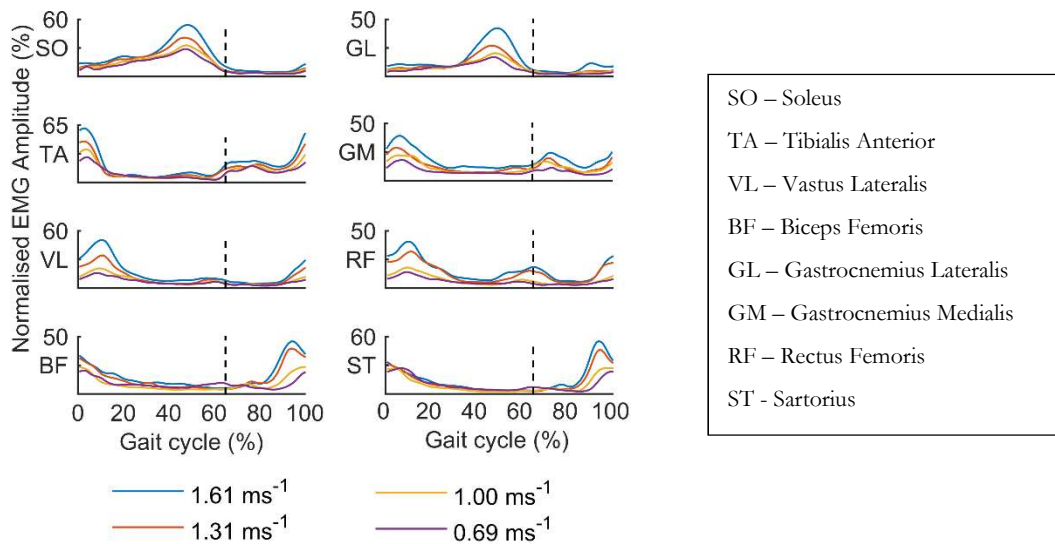 Normalised EMG Amplitude (%)
60
SO
50
GL
65
TA
50
GM
60
VL
50
RF
50
BF
60
ST
0 20 40 60 80 100
0 20 40 60 80 100
Gait cycle (%)
Gait cycle (%)
1.61 ms⁻¹
1.00 ms⁻¹
1.31 ms⁻¹
0.69 ms⁻¹
SO – Soleus
TA – Tibialis Anterior
VL – Vastus Lateralis
BF – Biceps Femoris
GL – Gastrocnemius Lateralis
GM – Gastrocnemius Medialis
RF – Rectus Femoris
ST - Sartorius